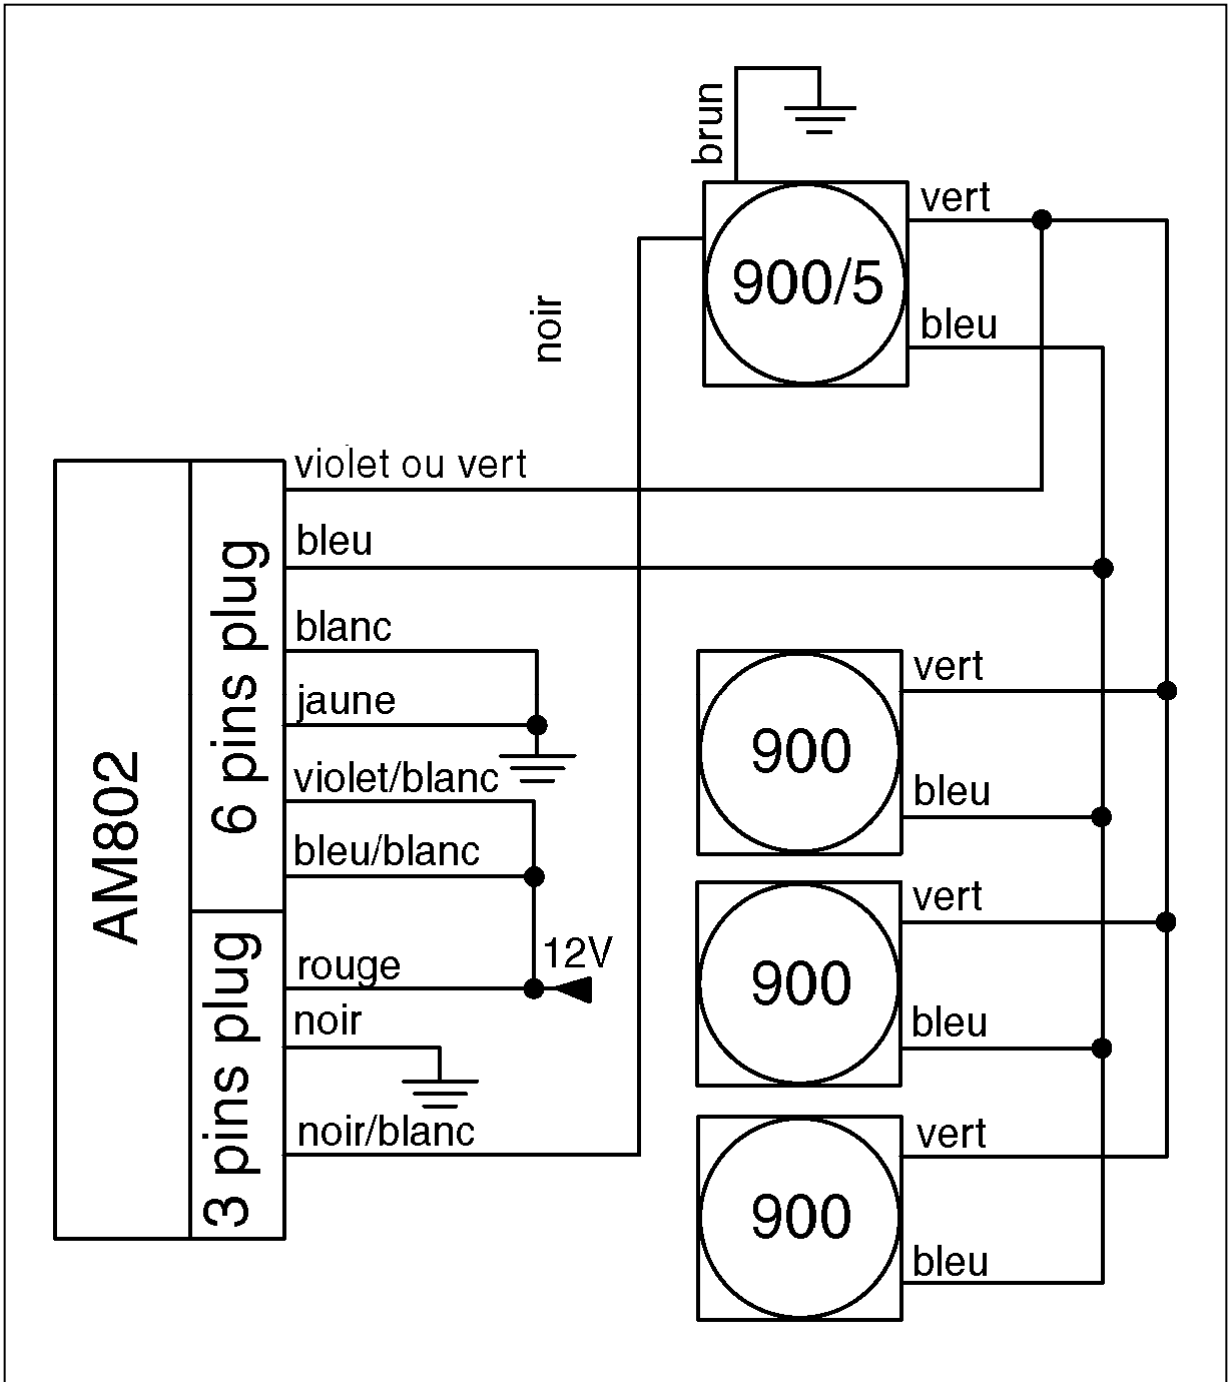 brun
vert
900/5
bleu
noir
violet ou vert
bleu
blanc
jaune
violet/blanc
bleu/blanc
rouge
12V
noir
noir/blanc
AM802
6 pins plug
3 pins plug
vert
900
bleu
vert
900
bleu
vert
900
bleu